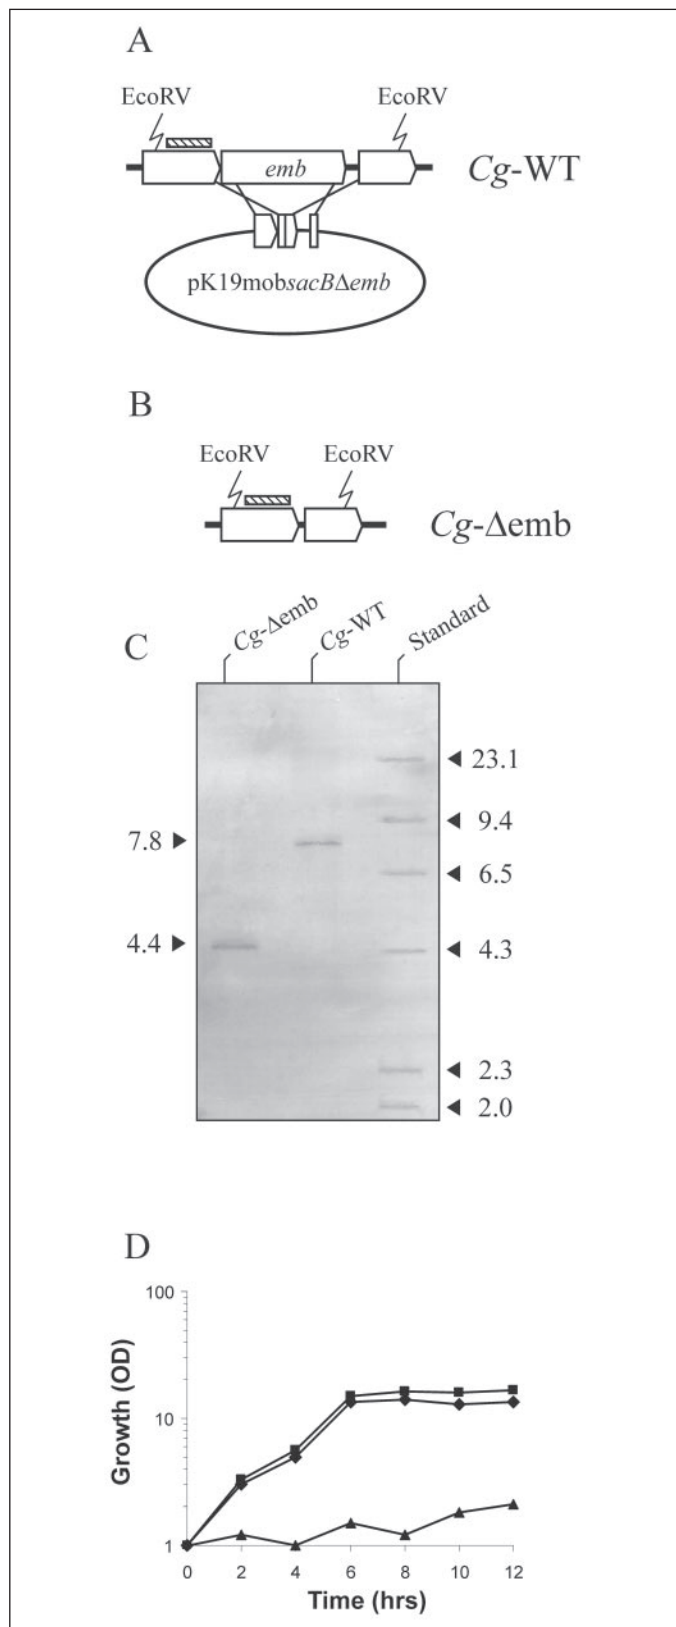 A
EcoRV EcoRV
emb
Cg-WT
pK19mobsacBΔemb
B
EcoRV EcoRV
Cg-Δemb
C
Cg-Δemb Cg-WT Standard
23.1
9.4
7.8
6.5
4.4
4.3
2.3
2.0
D
100
10
1
Growth (OD)
0 2 4 6 8 10 12
Time (hrs)